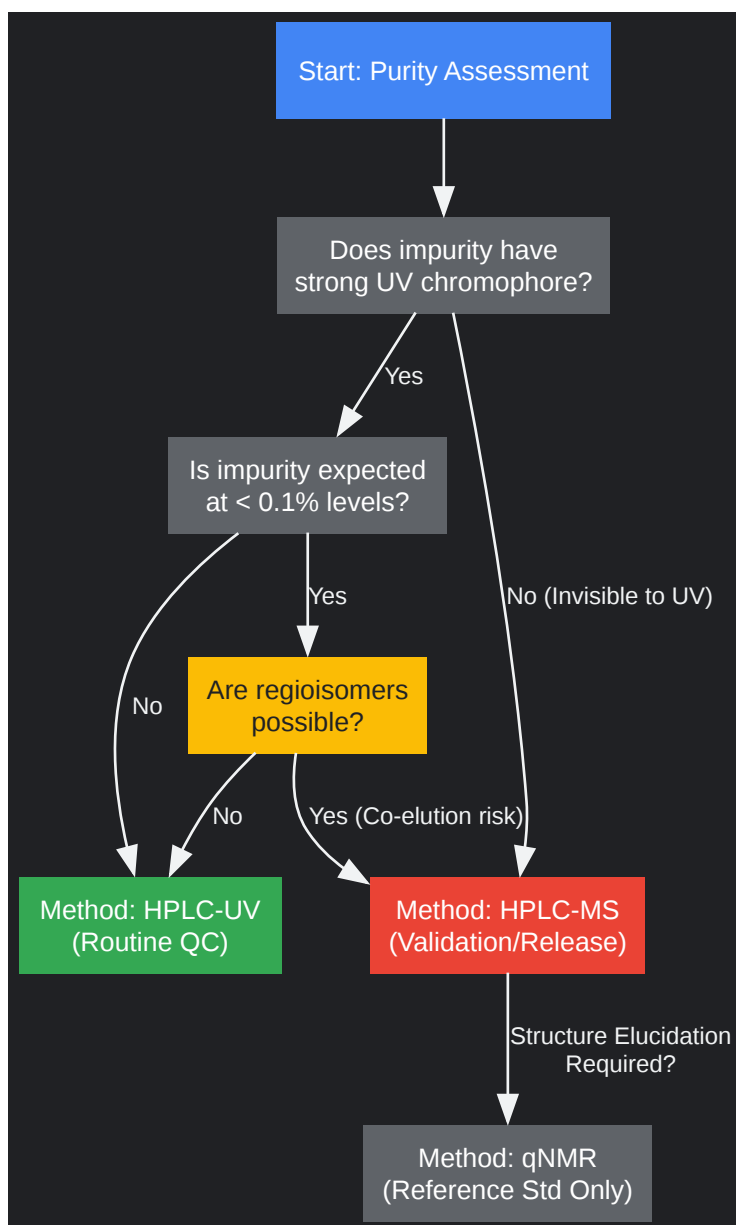 Start: Purity Assessment
Does impurity have
strong UV chromophore?
Yes
Is impurity expected
at < 0.1% levels?
Yes
No (Invisible to UV)
Are regioisomers
possible?
No
No
Yes (Co-elution risk)
Method: HPLC-UV
(Routine QC)
Method: HPLC-MS
(Validation/Release)
Structure Elucidation
Required?
Method: qNMR
(Reference Std Only)